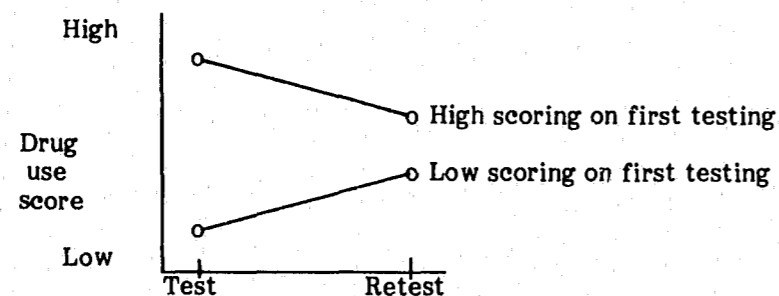 High
High scoring on first testing
Drug
use
score
Low scoring on first testing
Low
Test
Retest